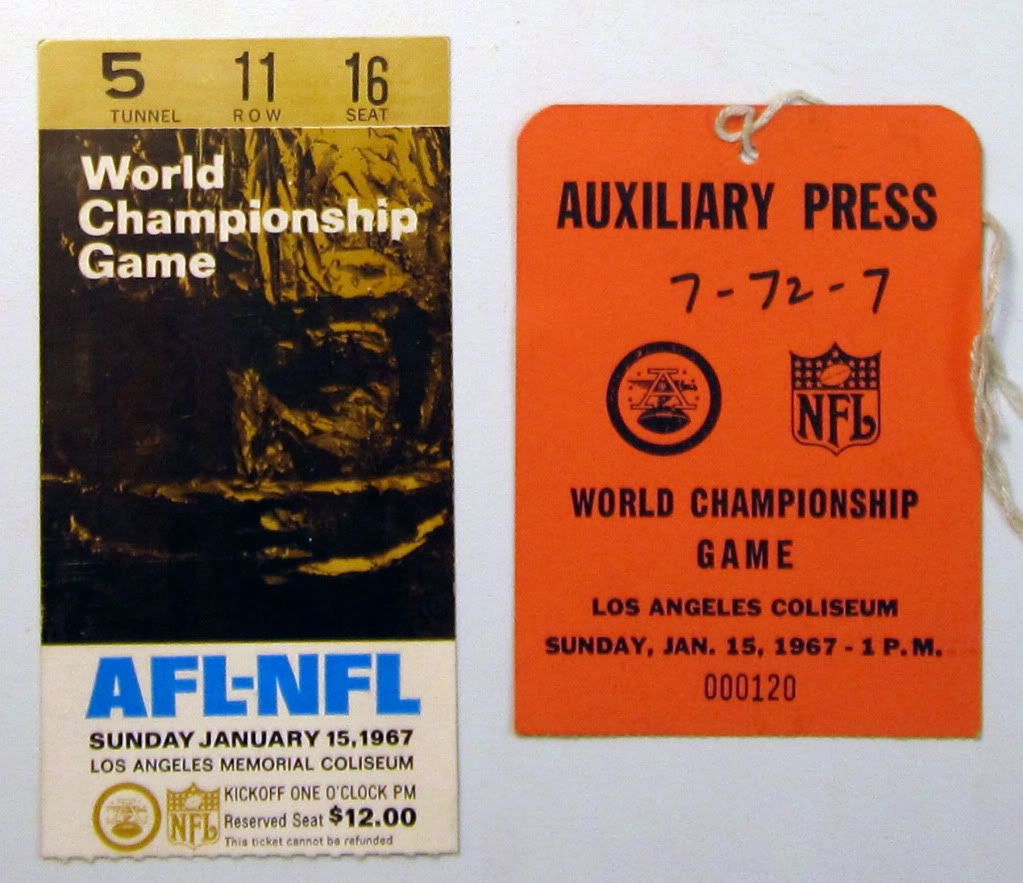 5 11 16
TUNNEL ROW SEAT
World
Championship
Game
AFL-NFL
SUNDAY JANUARY 15, 1967
LOS ANGELES MEMORIAL COLISEUM
KICKOFF ONE O'CLOCK PM
NFL
Reserved Seat $12.00
This ticket cannot be refunded
AUXILIARY PRESS
7-72-7
A NFL
WORLD CHAMPIONSHIP
GAME
LOS ANGELES COLISEUM
SUNDAY, JAN. 15, 1967 - 1 P.M.
000120